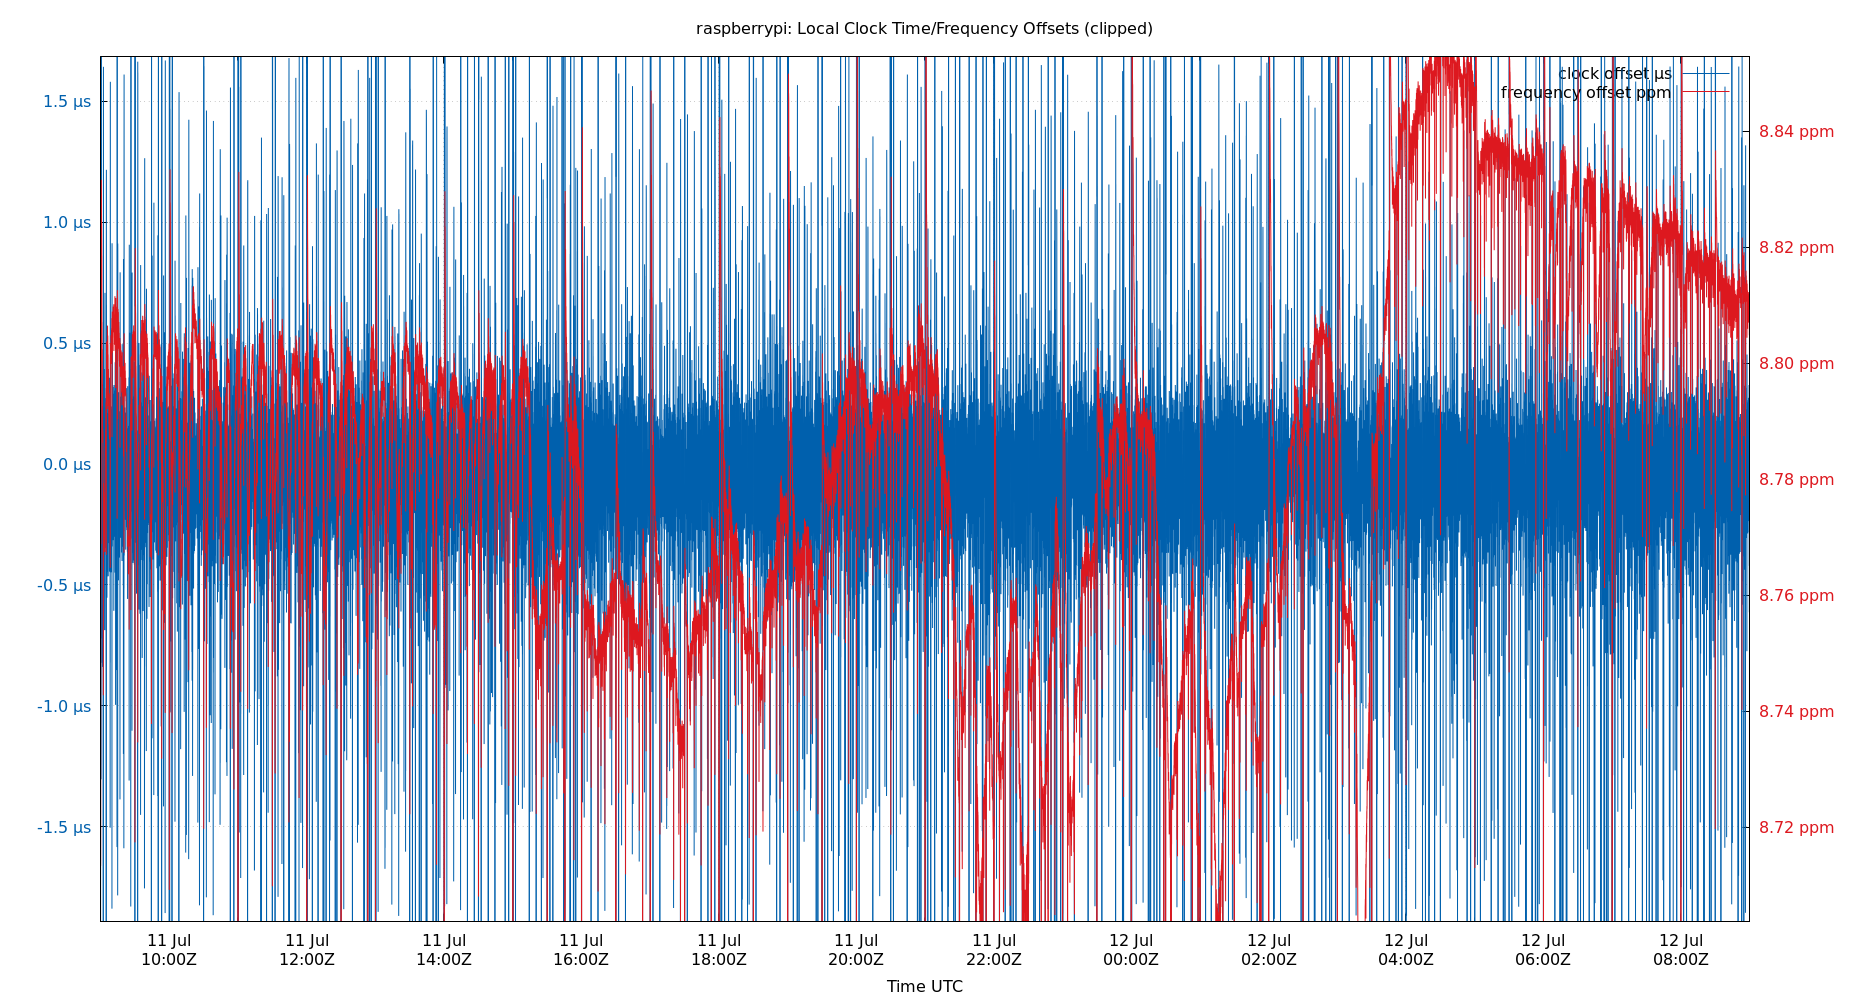 raspberrypi: Local Clock Time/Frequency Offsets (clipped)
clock offset µs
frequency offset ppm
1.5 µs
1.0 µs
0.5 µs
0.0 µs
-0.5 µs
-1.0 µs
-1.5 µs
8.84 ppm
8.82 ppm
8.80 ppm
8.78 ppm
8.76 ppm
8.74 ppm
8.72 ppm
11 Jul 11 Jul 11 Jul 11 Jul 11 Jul 11 Jul 11 Jul 12 Jul 12 Jul 12 Jul 12 Jul 12 Jul
10:00Z 12:00Z 14:00Z 16:00Z 18:00Z 20:00Z 22:00Z 00:00Z 02:00Z 04:00Z 06:00Z 08:00Z
Time UTC